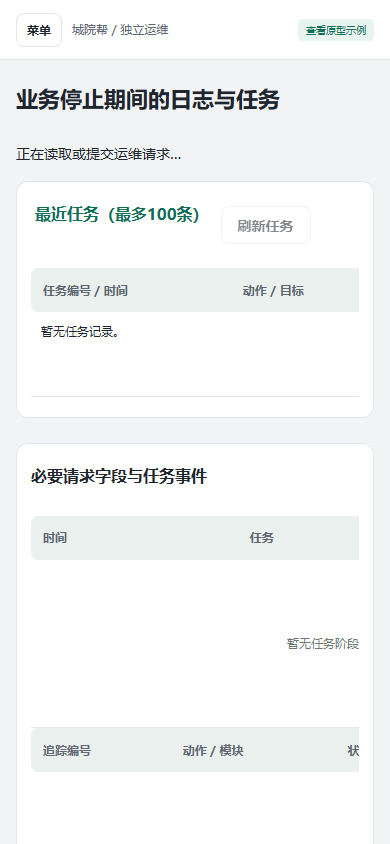 菜单
城院帮 / 独立运维
查看原型示例
业务停止期间的日志与任务
正在读取或提交运维请求...
最近任务（最多100条）
刷新任务
任务编号 / 时间
动作 / 目标
暂无任务记录。
必要请求字段与任务事件
时间
任务
暂无任务阶段
追踪编号
动作 / 模块
状